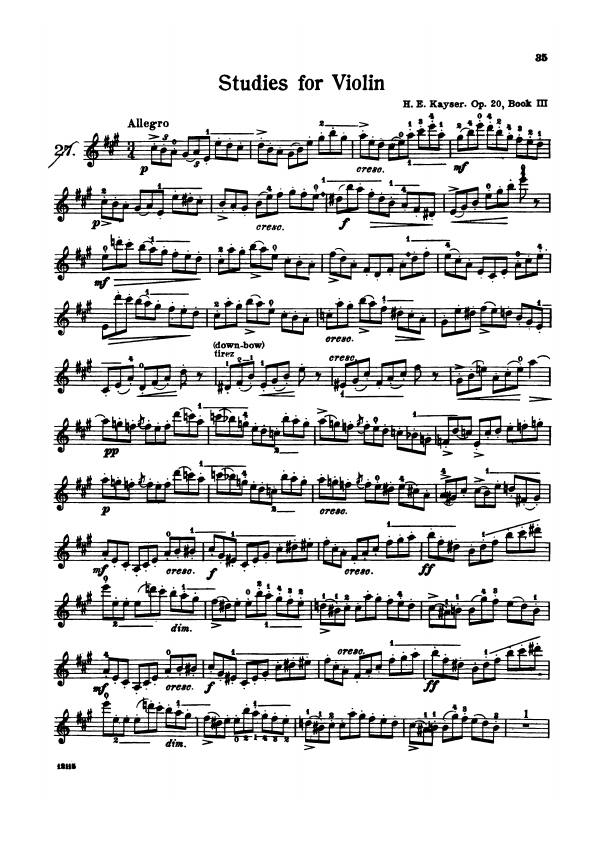 35
Studies for Violin
H. E. Kayser. Op. 20, Book III
Allegro
27.
p cresc. mf
p cresc. f
mf cresc.
(down-bow)
tirez cresc.
pp
p cresc.
mf cresc. f cresc. ff
dim.
cresc.
mf cresc. f ff
dim.
12115